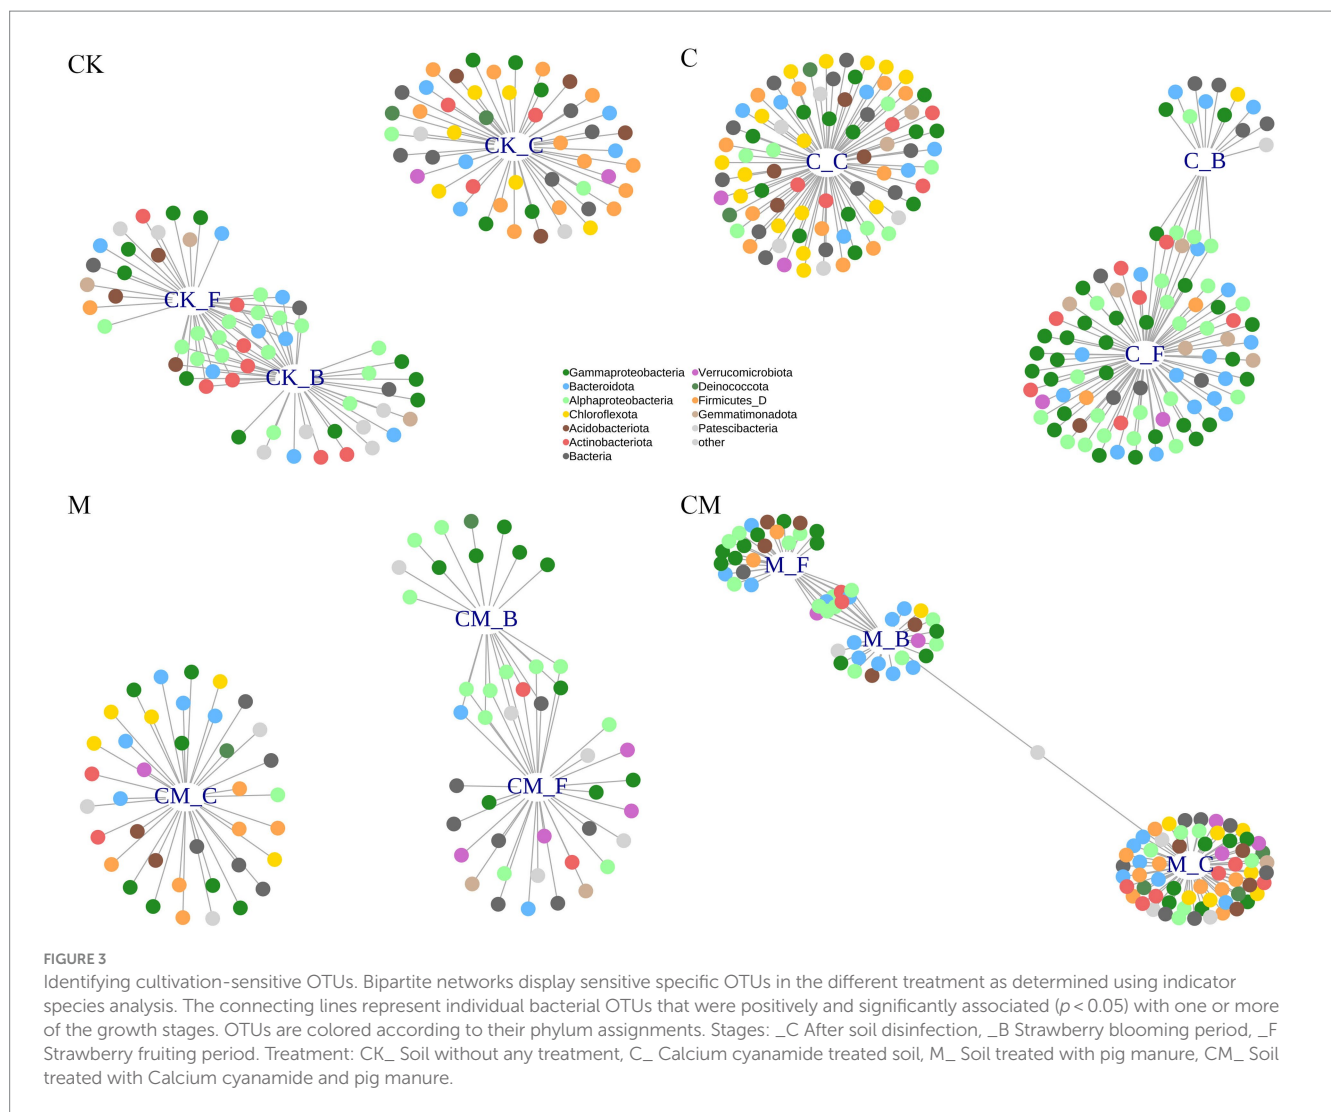 CK
C
CK_C
C_C
C_B
CK_F
CK_B
C_F
Gammaproteobacteria
Bacteroidota
Alphaproteobacteria
Chloroflexota
Acidobacteriota
Actinobacteriota
Bacteria
Verrucomicrobiota
Deinococcota
Firmicutes_D
Gemmatimonadota
Patescibacteria
other
M
CM
CM_B
CM_C
CM_F
M_F
M_B
M_C
FIGURE 3
Identifying cultivation-sensitive OTUs. Bipartite networks display sensitive specific OTUs in the different treatment as determined using indicator
species analysis. The connecting lines represent individual bacterial OTUs that were positively and significantly associated (p < 0.05) with one or more
of the growth stages. OTUs are colored according to their phylum assignments. Stages: _C After soil disinfection, _B Strawberry blooming period, _F
Strawberry fruiting period. Treatment: CK_ Soil without any treatment, C_ Calcium cyanamide treated soil, M_ Soil treated with pig manure, CM_ Soil
treated with Calcium cyanamide and pig manure.